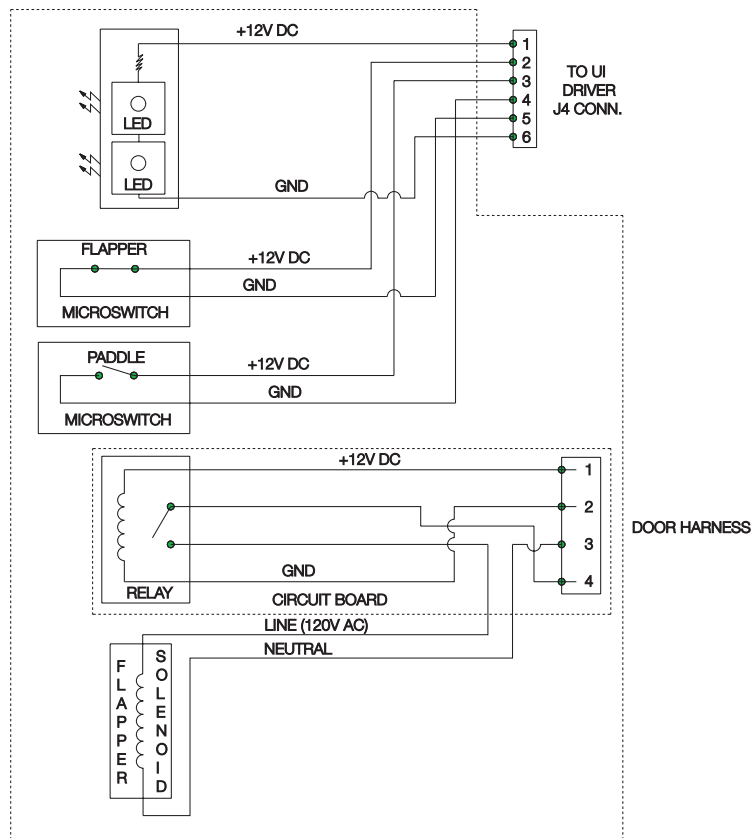 +12V DC
1
2
3
4
5
6
TO UI
DRIVER
J4 CONN.
LED
LED
GND
FLAPPER
+12V DC
GND
MICROSWITCH
PADDLE
+12V DC
GND
MICROSWITCH
+12V DC
1
2
3
4
DOOR HARNESS
GND
RELAY
CIRCUIT BOARD
LINE (120V AC)
NEUTRAL
FLAPPER
SOLENOID